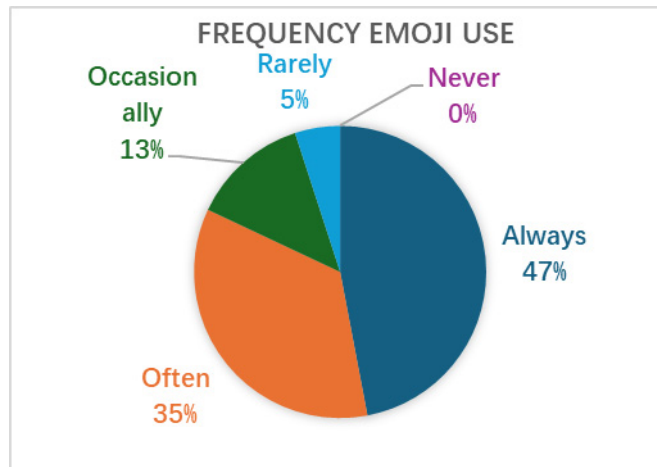 FREQUENCY EMOJI USE
Rarely
5%
Never
0%
Occasion
ally
13%
Always
47%
Often
35%